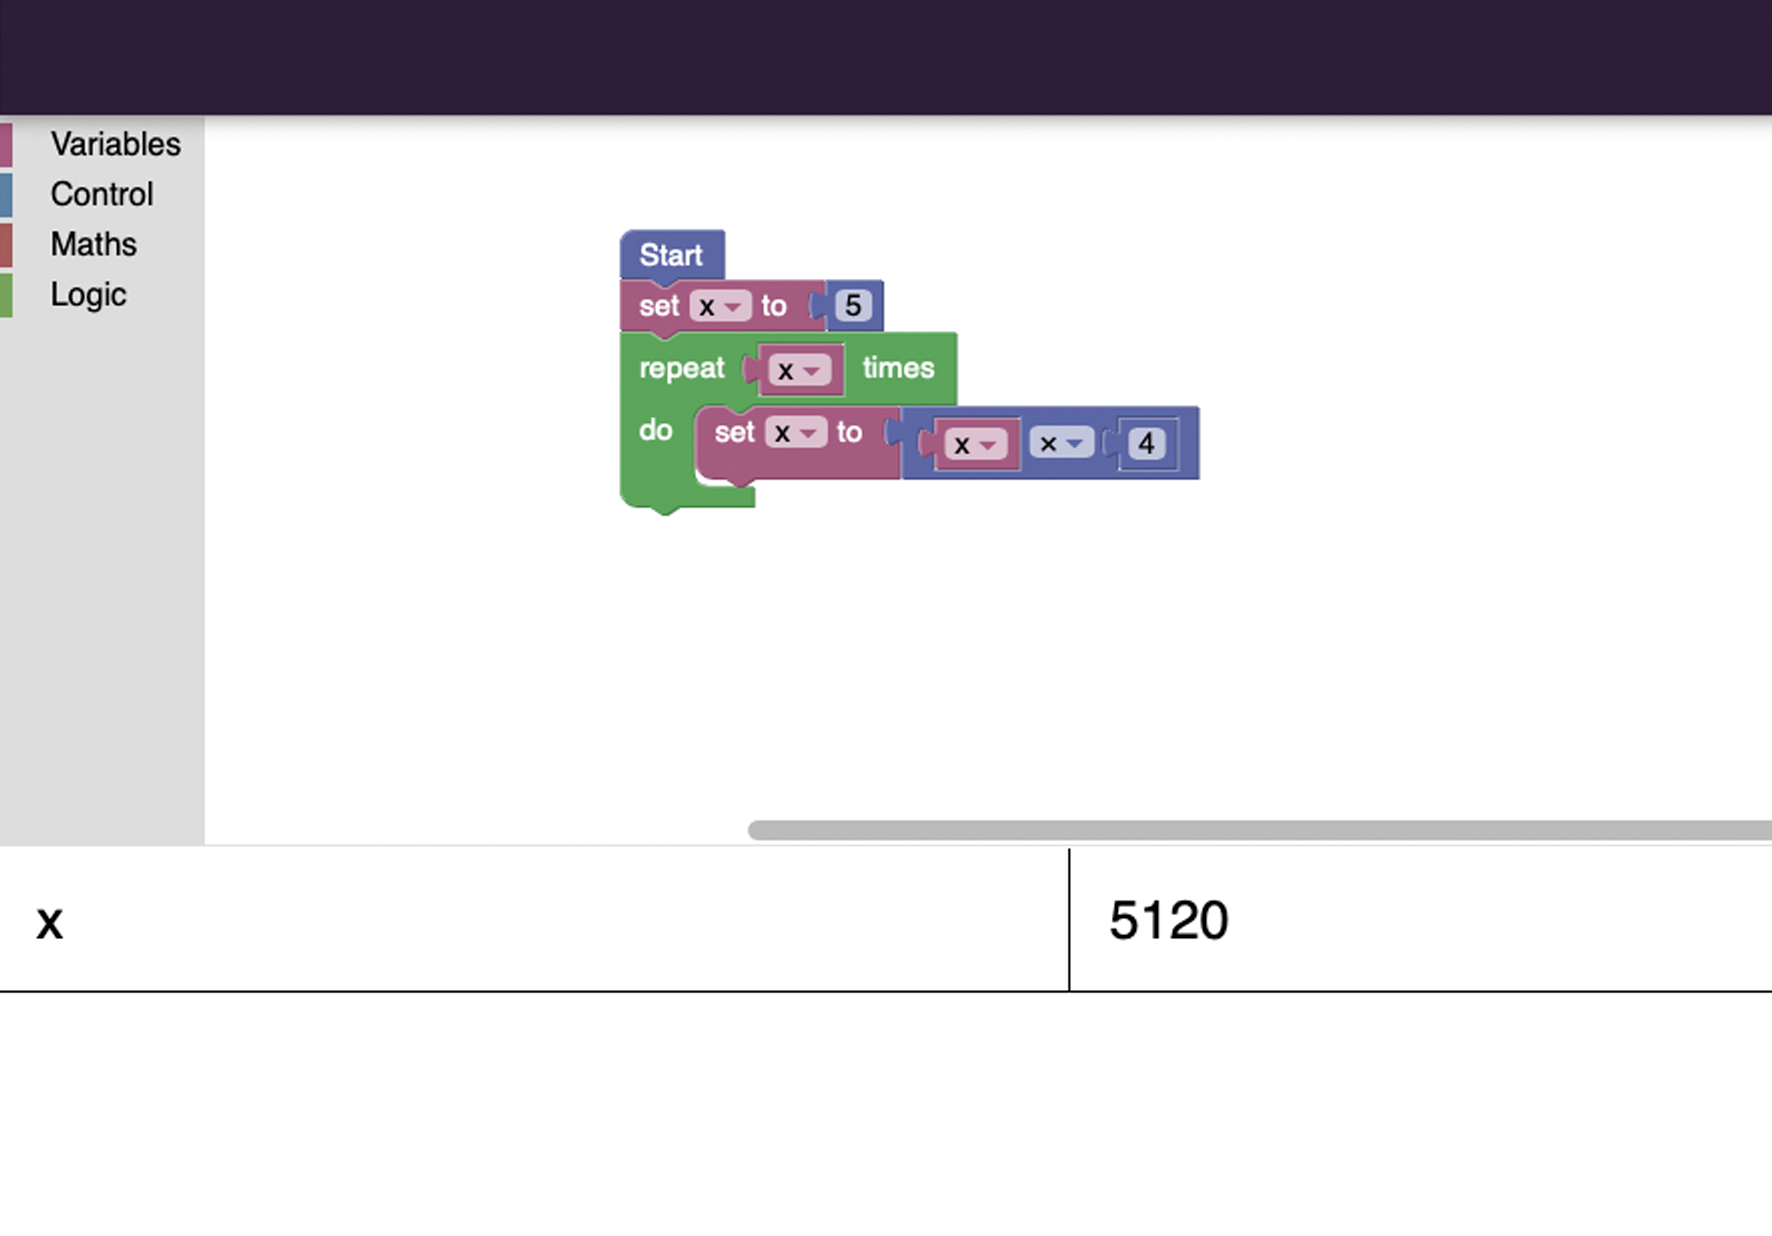 Variables
Control
Maths
Logic
Start
set x to 5
repeat x times
do set x to x × 4
x 5120